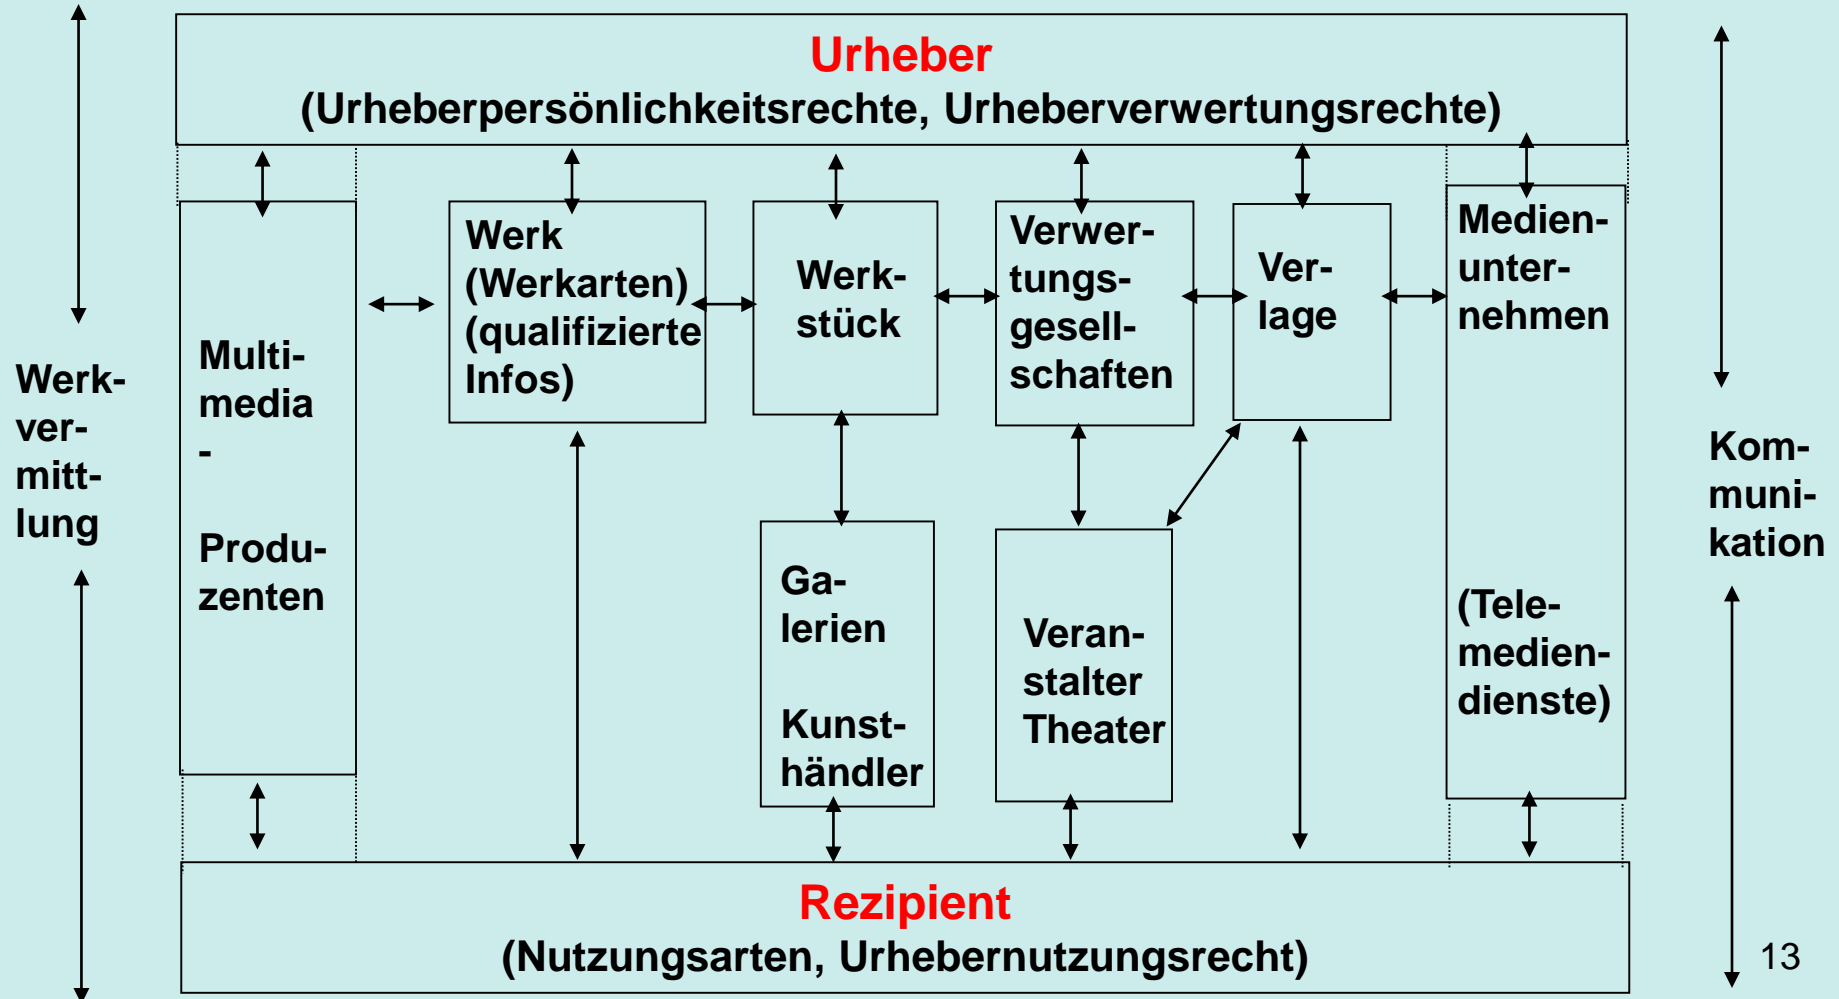 Urheber
(Urheberpersönlichkeitsrechte, Urheberverwertungsrechte)
Werk-
ver-
mitt-
lung
Multi-
media
-
Produ-
zenten
Werk
(Werkarten)
(qualifizierte
Infos)
Werk-
stück
Verwer-
tungs-
gesell-
schaften
Ver-
lage
Medien-
unter-
nehmen
(Tele-
medien-
dienste)
Kom-
muni-
kation
Ga-
lerien
Kunst-
händler
Veran-
stalter
Theater
Rezipient
(Nutzungsarten, Urhebernutzungsrecht)
13